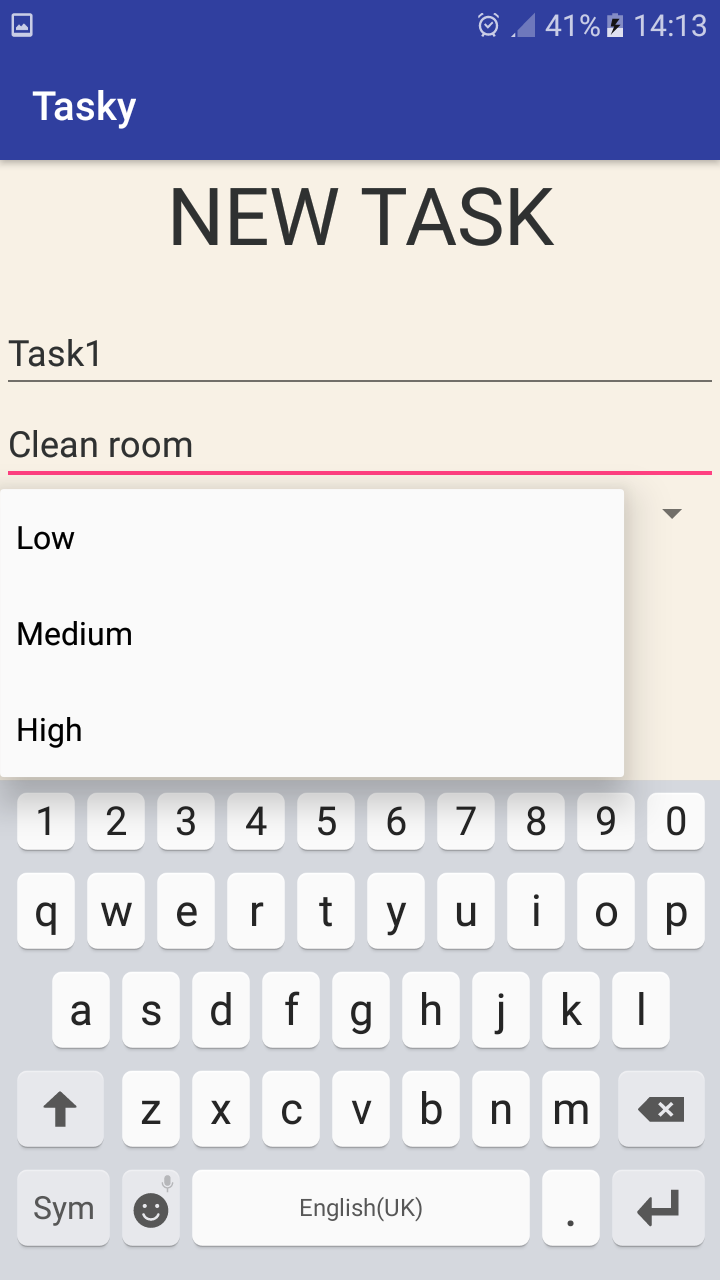 41% 14:13
Tasky
NEW TASK
Task1
Clean room
Low
Medium
High
1 2 3 4 5 6 7 8 9 0
q w e r t y u i o p
a s d f g h j k l
z x c v b n m
Sym English(UK) .